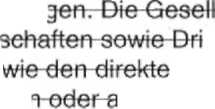 gen. Die Gesell
schaften sowie Dri
wie den direkte
oder a